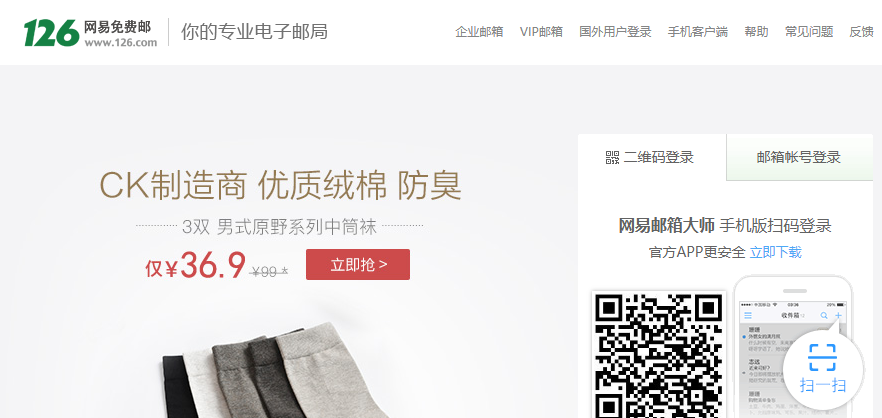 126 网易免费邮 www.126.com 你的专业电子邮局
企业邮箱 VIP邮箱 国外用户登录 手机客户端 帮助 常见问题 反馈
CK制造商 优质绒棉 防臭
3双 男式原野系列中筒袜
仅¥36.9 ¥99 * 立即抢 >
二维码登录 邮箱帐号登录
网易邮箱大师 手机版扫码登录
官方APP更安全 立即下载
收件箱
扫一扫